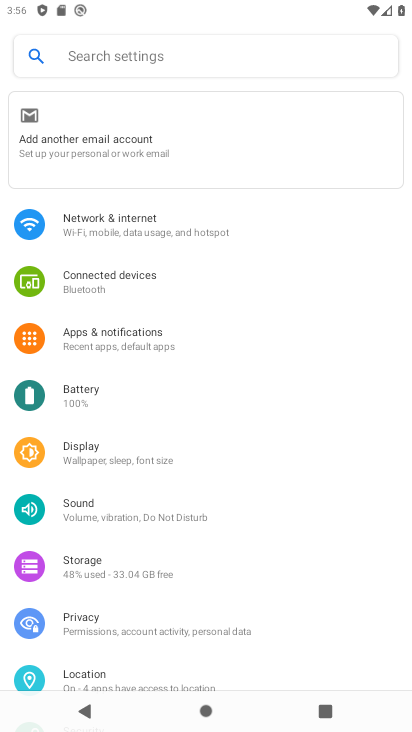 3:56
Search settings
Add another email account
Set up your personal or work email
Network & internet
Wi-Fi, mobile, data usage, and hotspot
Connected devices
Bluetooth
Apps & notifications
Recent apps, default apps
Battery
100%
Display
Wallpaper, sleep, font size
Sound
Volume, vibration, Do Not Disturb
Storage
48% used - 33.04 GB free
Privacy
Permissions, account activity, personal data
Location
On - 4 apps have access to location
Security